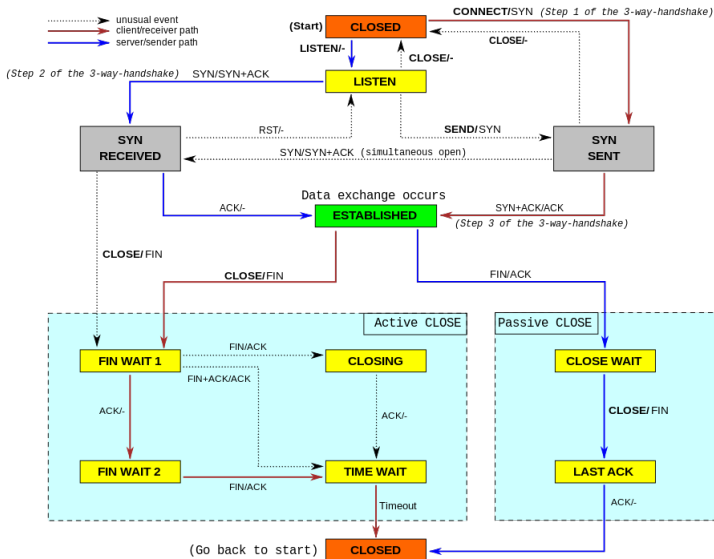 unusual event
client/receiver path
server/sender path
(Start)
CLOSED
CONNECT/SYN (Step 1 of the 3-way-handshake)
CLOSE/-
LISTEN/-
CLOSE/-
(Step 2 of the 3-way-handshake)
SYN/SYN+ACK
LISTEN
SYN
RECEIVED
RST/-
SEND/SYN
SYN
SENT
SYN/SYN+ACK (simultaneous open)
Data exchange occurs
ACK/-
ESTABLISHED
SYN+ACK/ACK
(Step 3 of the 3-way-handshake)
CLOSE/FIN
CLOSE/FIN
FIN/ACK
Active CLOSE
Passive CLOSE
FIN WAIT 1
FIN/ACK
CLOSING
CLOSE WAIT
FIN+ACK/ACK
ACK/-
ACK/-
CLOSE/FIN
FIN WAIT 2
FIN/ACK
TIME WAIT
LAST ACK
Timeout
ACK/-
(Go back to start)
CLOSED